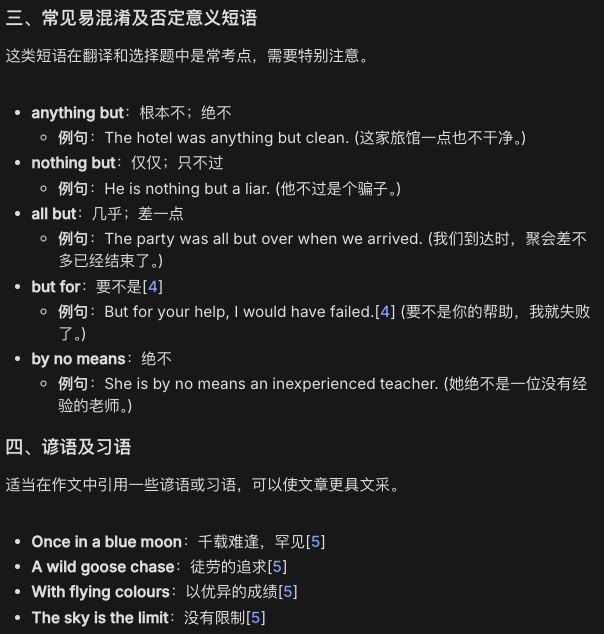 三、常见易混淆及否定意义短语
这类短语在翻译和选择题中是常考点，需要特别注意。
• anything but：根本不；绝不
◦ 例句：The hotel was anything but clean. (这家旅馆一点也不干净。)
• nothing but：仅仅；只不过
◦ 例句：He is nothing but a liar. (他不过是个骗子。)
• all but：几乎；差一点
◦ 例句：The party was all but over when we arrived. (我们到达时，聚会差不
多已经结束了。)
• but for：要不是[4]
◦ 例句：But for your help, I would have failed.[4] (要不是你的帮助，我就失败
了。)
• by no means：绝不
◦ 例句：She is by no means an inexperienced teacher. (她绝不是一位没有经
验的老师。)
四、谚语及习语
适当在作文中引用一些谚语或习语，可以使文章更具文采。
• Once in a blue moon：千载难逢，罕见[5]
• A wild goose chase：徒劳的追求[5]
• With flying colours：以优异的成绩[5]
• The sky is the limit：没有限制[5]